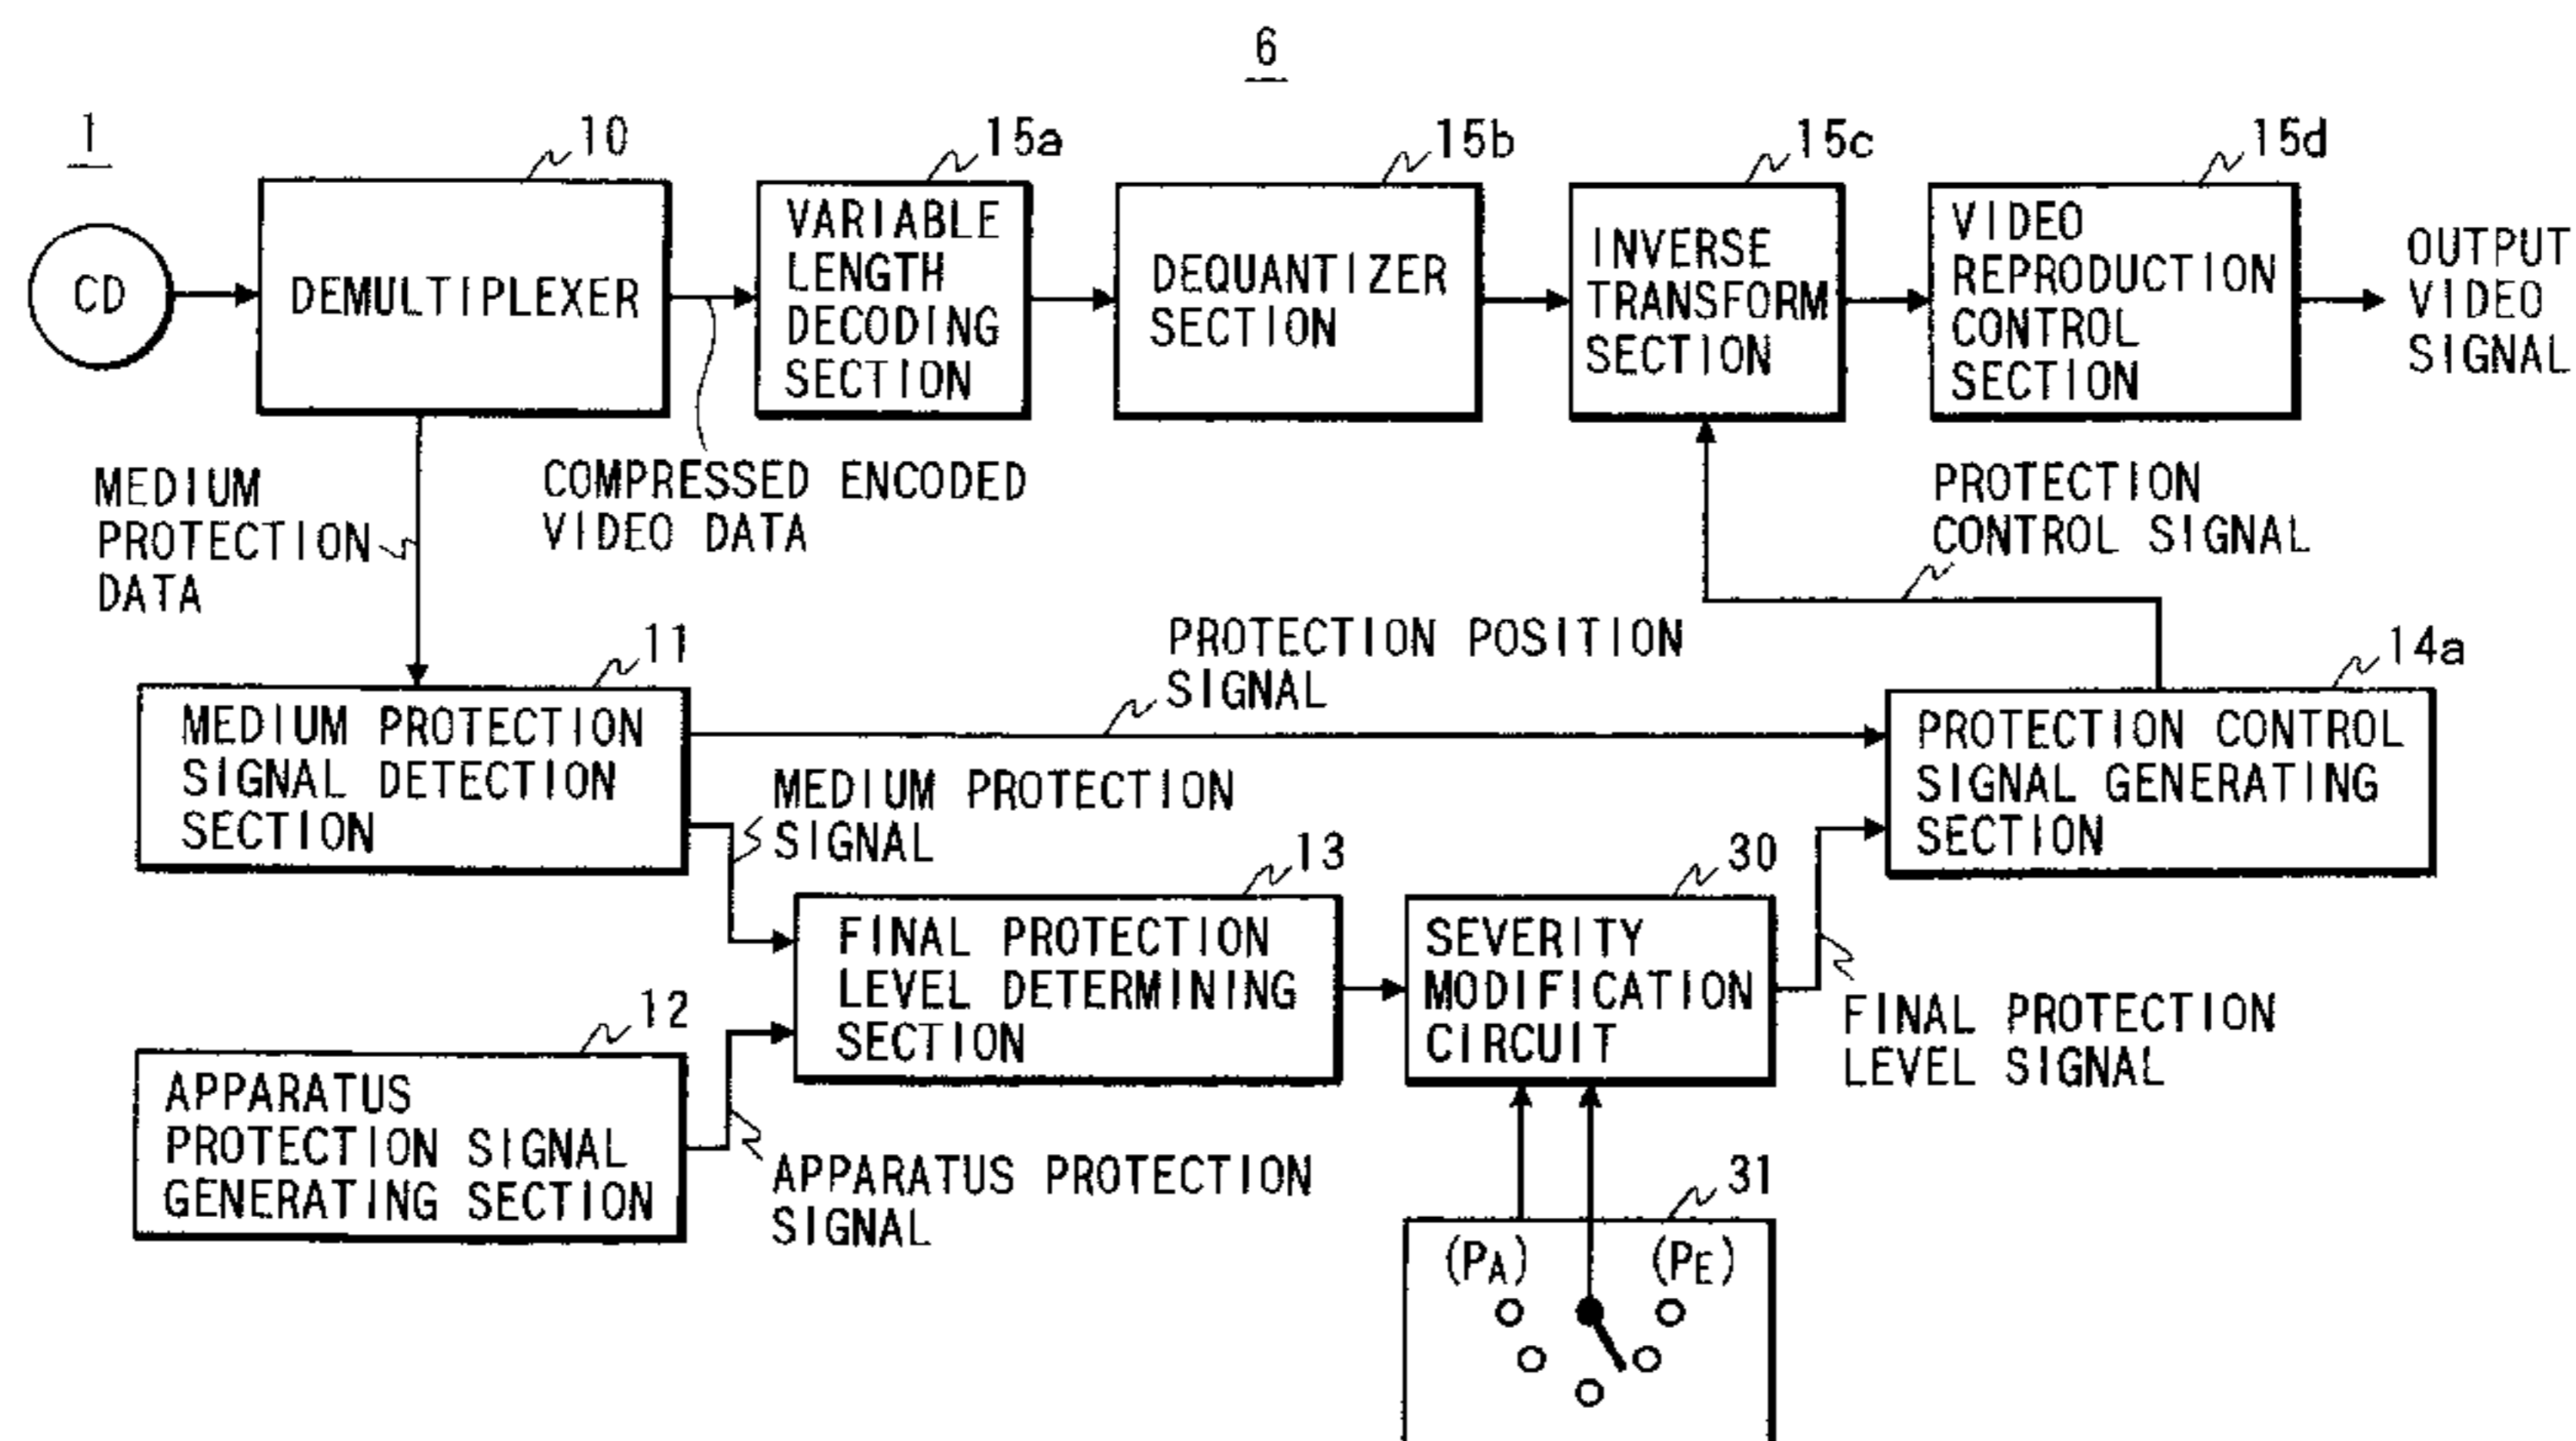 6
1
10
15a
15b
15c
15d
CD
DEMULTIPLEXER
VARIABLE
LENGTH
DECODING
SECTION
DEQUANTIZER
SECTION
INVERSE
TRANSFORM
SECTION
VIDEO
REPRODUCTION
CONTROL
SECTION
OUTPUT
VIDEO
SIGNAL
MEDIUM
PROTECTION
DATA
COMPRESSED ENCODED
VIDEO DATA
PROTECTION
CONTROL SIGNAL
11
PROTECTION POSITION
SIGNAL
14a
MEDIUM PROTECTION
SIGNAL DETECTION
SECTION
MEDIUM PROTECTION
SIGNAL
PROTECTION CONTROL
SIGNAL GENERATING
SECTION
13
30
FINAL PROTECTION
LEVEL DETERMINING
SECTION
SEVERITY
MODIFICATION
CIRCUIT
FINAL PROTECTION
LEVEL SIGNAL
12
APPARATUS
PROTECTION SIGNAL
GENERATING SECTION
APPARATUS PROTECTION
SIGNAL
31
(PA) (PE)